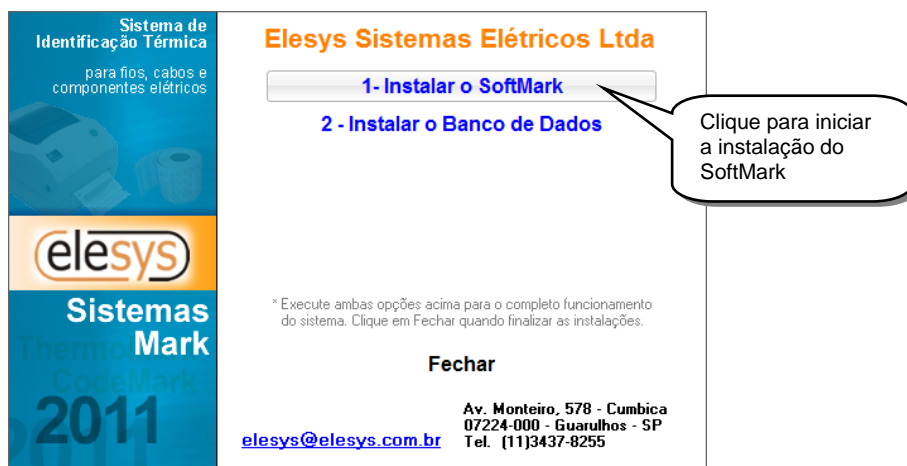 Sistema de
Identificação Térmica
para fios, cabos e
componentes elétricos
elesys
Sistemas
Mark
ThermoMark
CodeMark
2011
Elesys Sistemas Elétricos Ltda
1- Instalar o SoftMark
2 - Instalar o Banco de Dados
Clique para iniciar
a instalação do
SoftMark
* Execute ambas opções acima para o completo funcionamento
do sistema. Clique em Fechar quando finalizar as instalações.
Fechar
elesys@elesys.com.br
Av. Monteiro, 578 - Cumbica
07224-000 - Guarulhos - SP
Tel. (11)3437-8255